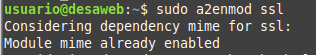 usuario@desaweb:~$ sudo a2enmod ssl
Considering dependency mime for ssl:
Module mime already enabled